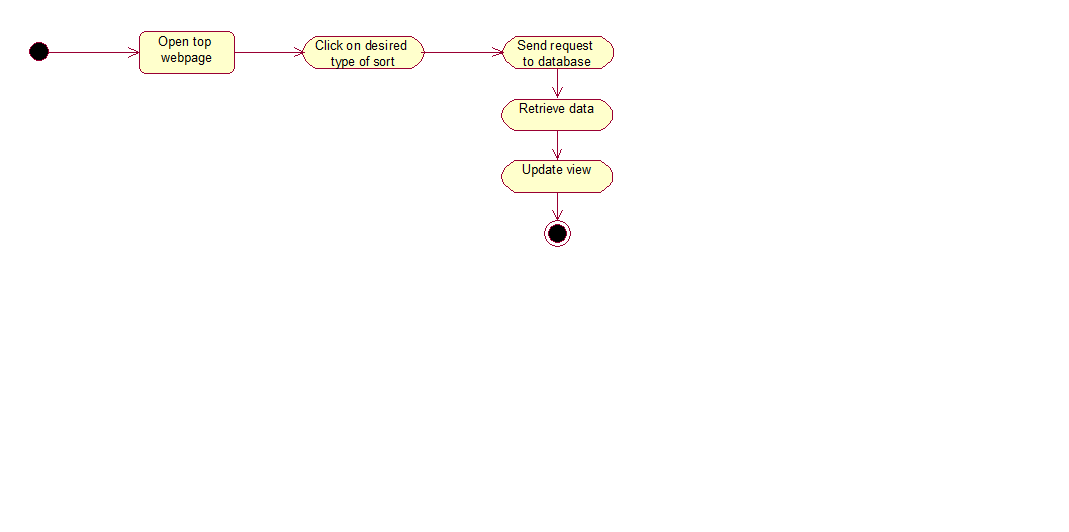 Open top
webpage
Click on desired
type of sort
Send request
to database
Retrieve data
Update view